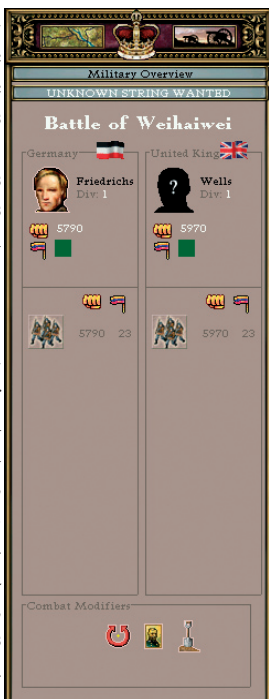 Military Overview
UNKNOWN STRING WANTED
Battle of Weihaiwei
Germany
United King
Friedrichs
Div: 1
?
Wells
Div: 1
5790
5970
5790 23
5970 23
Combat Modifiers